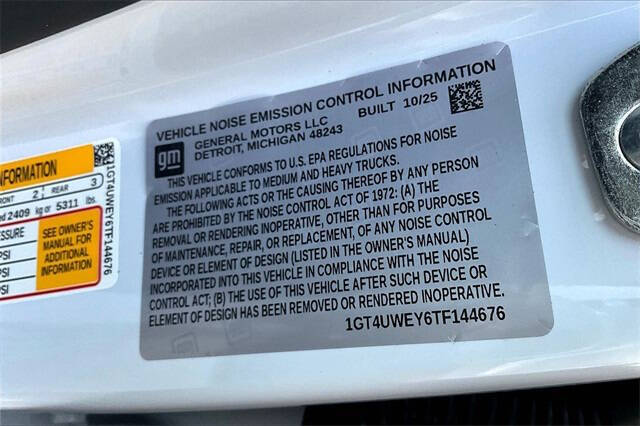 NFORMATION
RONT 2 REAR 3
2409 kg or 5311 lbs.
RESSURE
PSI
PSI
SEE OWNER'S
MANUAL FOR
ADDITIONAL
INFORMATION
1GT4UWEY6TF144676
VEHICLE NOISE EMISSION CONTROL INFORMATION
gm
GENERAL MOTORS LLC BUILT 10/25
DETROIT, MICHIGAN 48243
THIS VEHICLE CONFORMS TO U.S. EPA REGULATIONS FOR NOISE
EMISSION APPLICABLE TO MEDIUM AND HEAVY TRUCKS.
THE FOLLOWING ACTS OR THE CAUSING THEREOF BY ANY PERSON
ARE PROHIBITED BY THE NOISE CONTROL ACT OF 1972: (A) THE
REMOVAL OR RENDERING INOPERATIVE, OTHER THAN FOR PURPOSES
OF MAINTENANCE, REPAIR, OR REPLACEMENT, OF ANY NOISE CONTROL
DEVICE OR ELEMENT OF DESIGN (LISTED IN THE OWNER'S MANUAL)
INCORPORATED INTO THIS VEHICLE IN COMPLIANCE WITH THE NOISE
CONTROL ACT; (B) THE USE OF THIS VEHICLE AFTER SUCH DEVICE OR
ELEMENT OF DESIGN HAS BEEN REMOVED OR RENDERED INOPERATIVE.
1GT4UWEY6TF144676